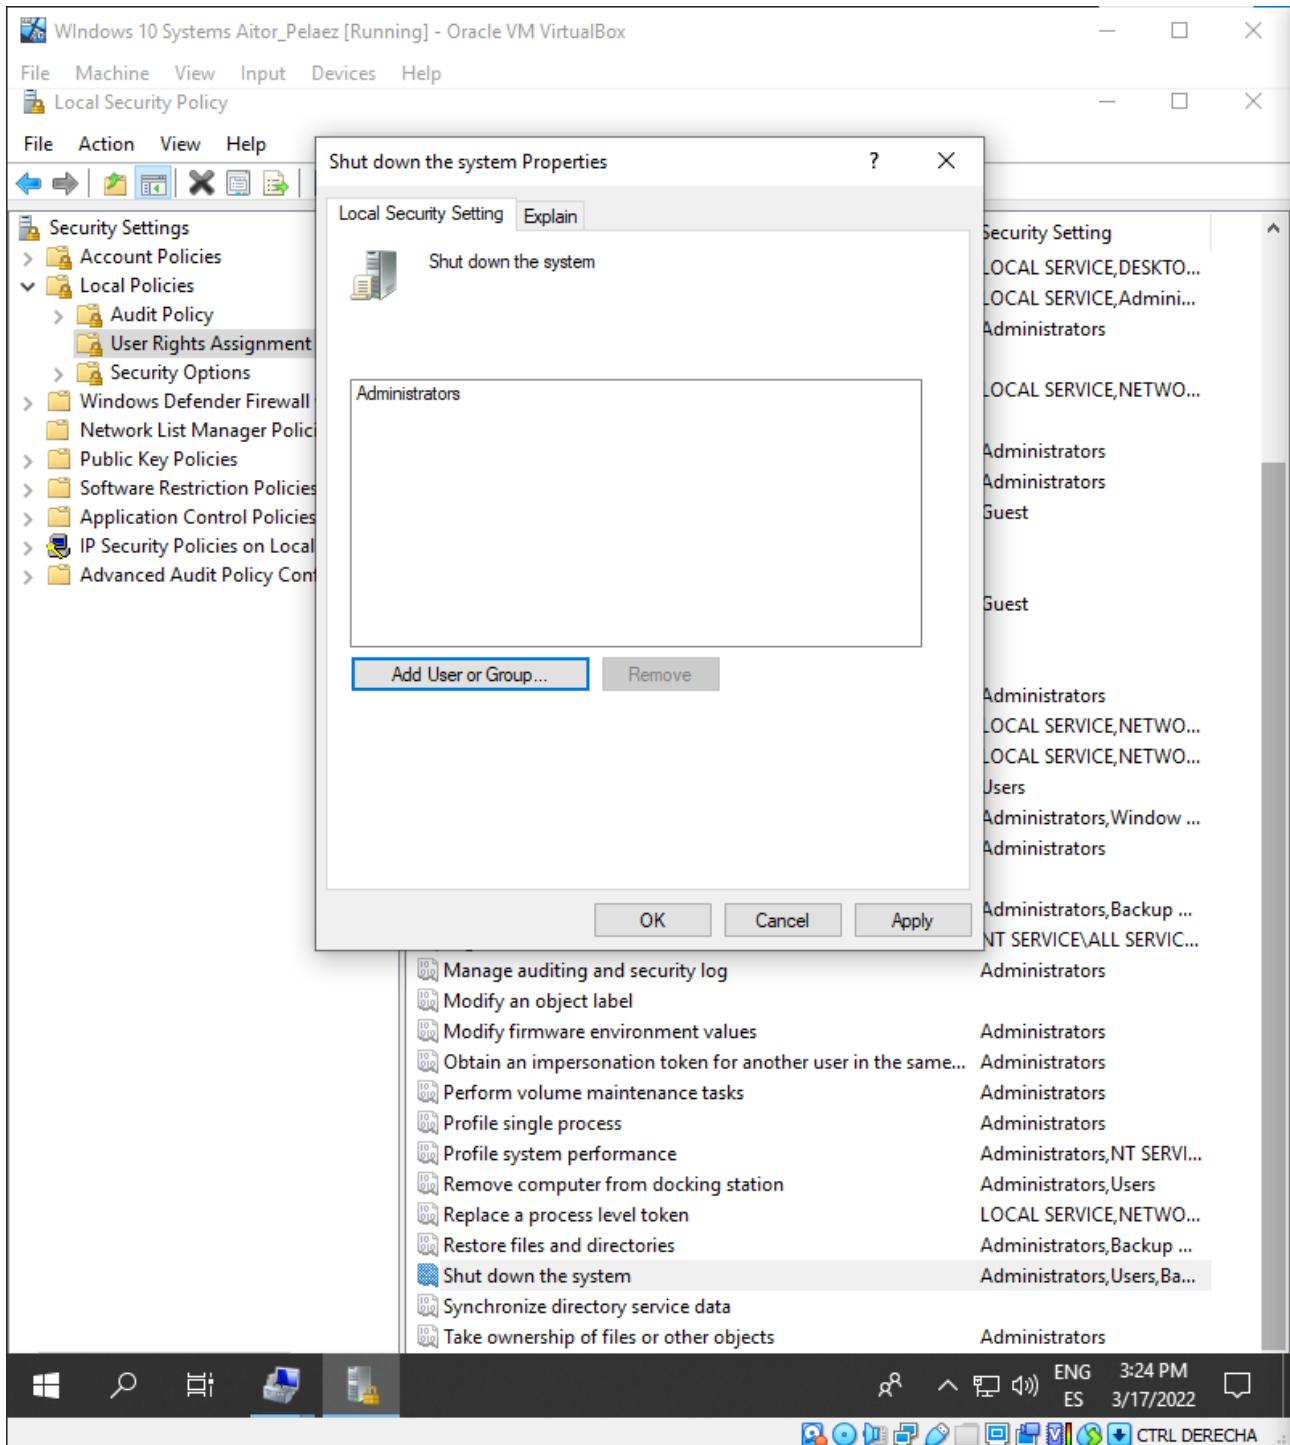 WIndows 10 Systems Aitor_Pelaez [Running] - Oracle VM VirtualBox
File Machine View Input Devices Help
Local Security Policy
File Action View Help
Shut down the system Properties ?
Local Security Setting Explain
Shut down the system
Administrators
Add User or Group... Remove
OK Cancel Apply
Security Settings
Account Policies
Local Policies
Audit Policy
User Rights Assignment
Security Options
Windows Defender Firewall
Network List Manager Polici
Public Key Policies
Software Restriction Policies
Application Control Policies
IP Security Policies on Local
Advanced Audit Policy Conf
Security Setting
LOCAL SERVICE,DESKTO...
LOCAL SERVICE,Admini...
Administrators
LOCAL SERVICE,NETWO...
Administrators
Administrators
Guest
Guest
Administrators
LOCAL SERVICE,NETWO...
LOCAL SERVICE,NETWO...
Users
Administrators,Window ...
Administrators
Administrators,Backup ...
NT SERVICE\ALL SERVIC...
Manage auditing and security log Administrators
Modify an object label
Modify firmware environment values Administrators
Obtain an impersonation token for another user in the same... Administrators
Perform volume maintenance tasks Administrators
Profile single process Administrators
Profile system performance Administrators,NT SERVI...
Remove computer from docking station Administrators,Users
Replace a process level token LOCAL SERVICE,NETWO...
Restore files and directories Administrators,Backup ...
Shut down the system Administrators,Users,Ba...
Synchronize directory service data
Take ownership of files or other objects Administrators
ENG 3:24 PM
ES 3/17/2022
CTRL DERECHA